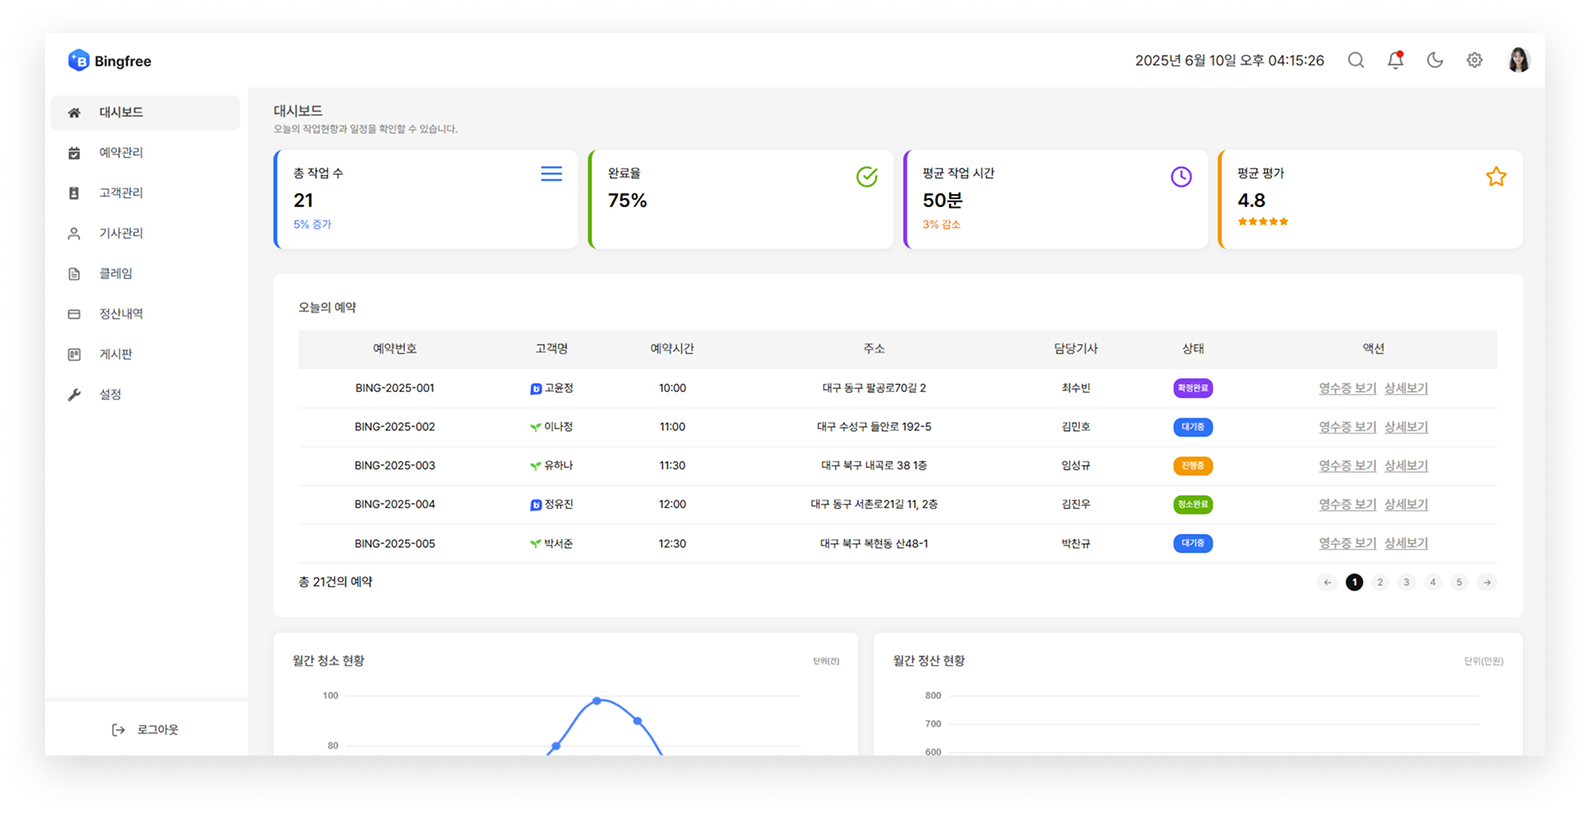 Bingfree
2025년 6월 10일 오후 04:15:26
대시보드
예약관리
고객관리
기사관리
클레임
정산내역
게시판
설정
로그아웃
대시보드
오늘의 작업현황과 일정을 확인할 수 있습니다.
총 작업 수
21
5% 증가
완료율
75%
평균 작업 시간
50분
3% 감소
평균 평가
4.8
오늘의 예약
예약번호 고객명 예약시간 주소 담당기사 상태 액션
BING-2025-001 고윤정 10:00 대구 동구 팔공로70길 2 최수빈 확정완료 영수증 보기 상세보기
BING-2025-002 이나정 11:00 대구 수성구 들안로 192-5 김민호 대기중 영수증 보기 상세보기
BING-2025-003 유하나 11:30 대구 북구 내곡로 38 1층 임성규 진행중 영수증 보기 상세보기
BING-2025-004 정유진 12:00 대구 동구 서촌로21길 11, 2층 김진우 청소완료 영수증 보기 상세보기
BING-2025-005 박서준 12:30 대구 북구 복현동 산48-1 박찬규 대기중 영수증 보기 상세보기
총 21건의 예약
← 1 2 3 4 5 →
월간 청소 현황 단위(건)
100
80
월간 정산 현황 단위(만원)
800
700
600